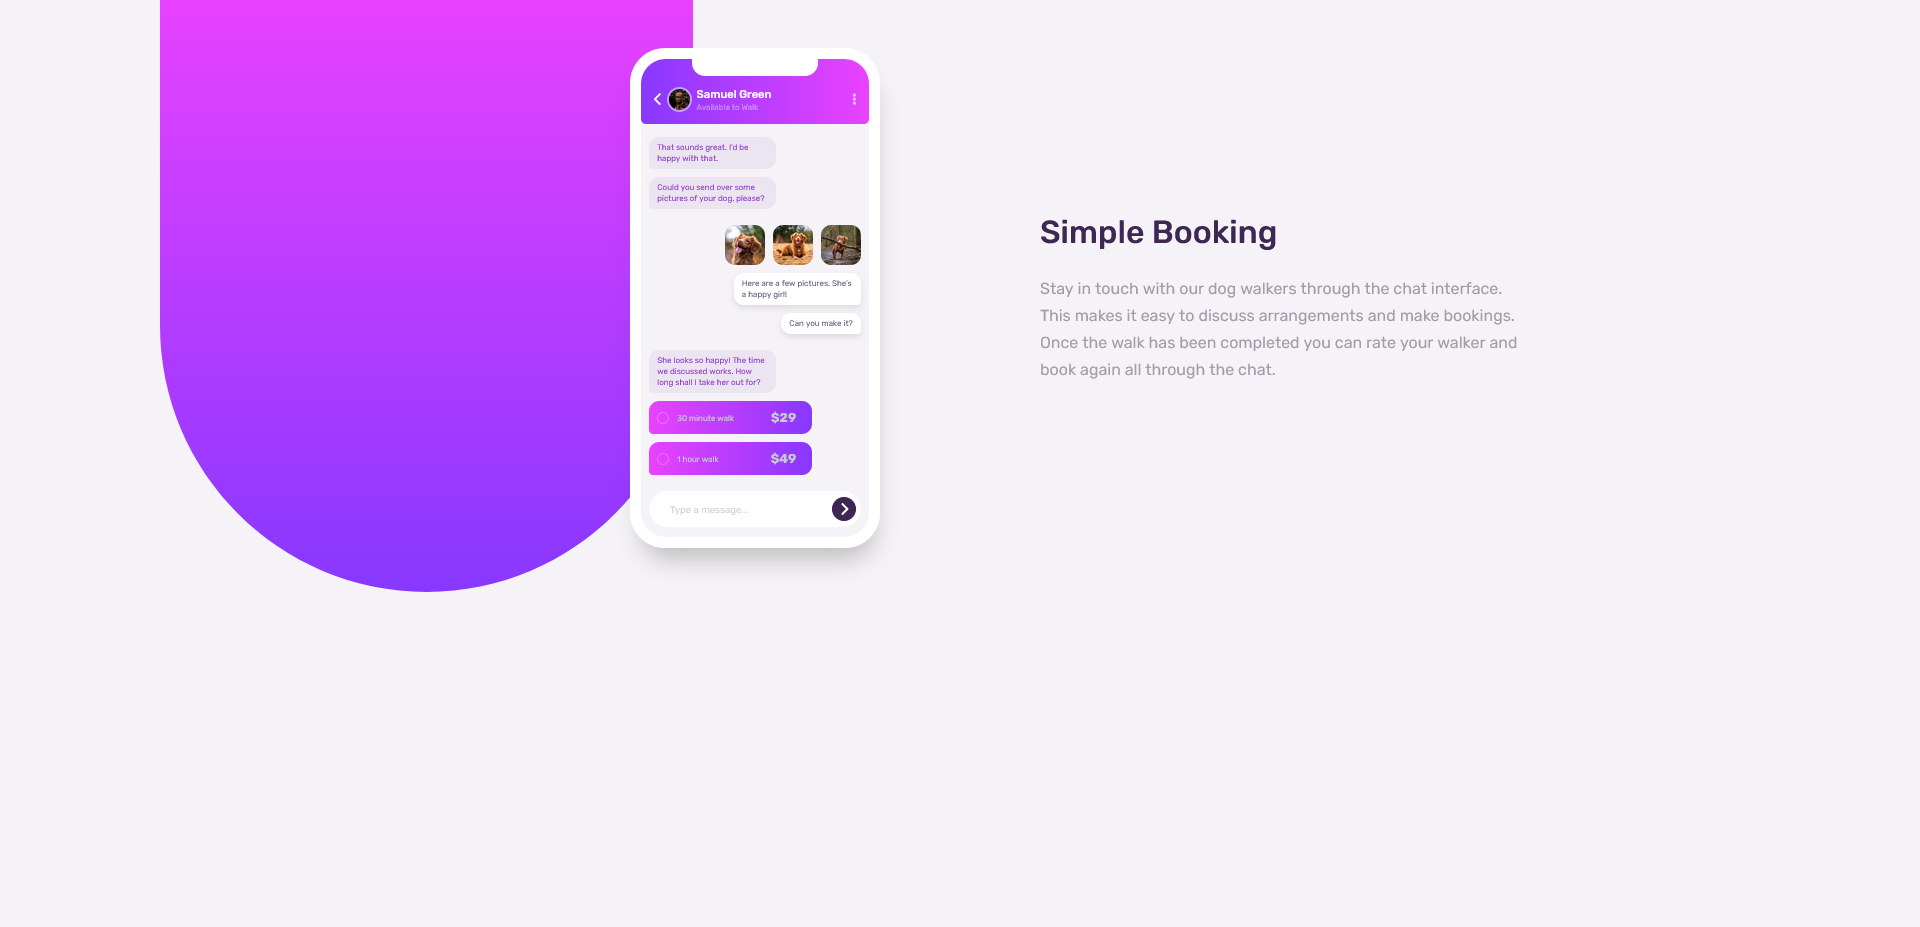 Samuel Green
Available to Walk
That sounds great. I'd be
happy with that.
Could you send over some
pictures of your dog, please?
Here are a few pictures. She's
a happy girl!
Can you make it?
She looks so happy! The time
we discussed works. How
long shall I take her out for?
30 minute walk $29
1 hour walk $49
Type a message...
Simple Booking
Stay in touch with our dog walkers through the chat interface.
This makes it easy to discuss arrangements and make bookings.
Once the walk has been completed you can rate your walker and
book again all through the chat.